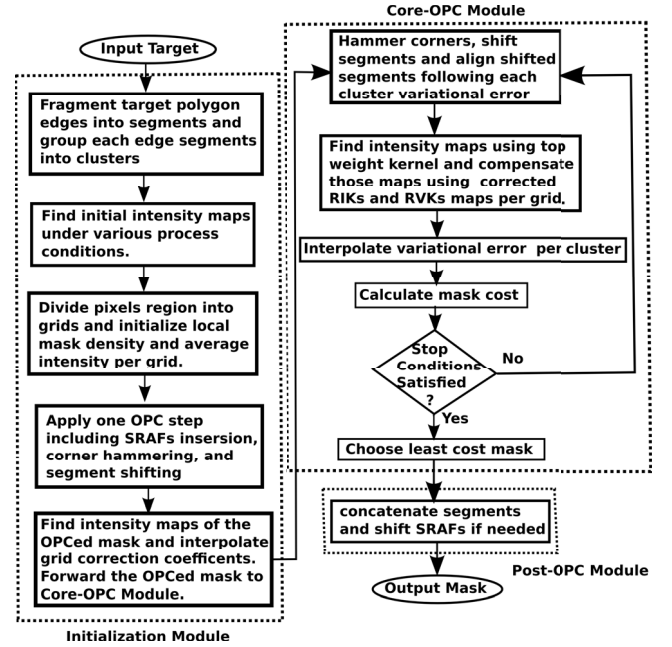 Input Target
Fragment target polygon
edges into segments and
group each edge segments
into clusters
Find initial intensity maps
under various process
conditions.
Divide pixels region into
grids and initialize local
mask density and average
intensity per grid.
Apply one OPC step
including SRAFs insersion,
corner hammering, and
segment shifting
Find intensity maps of the
OPCed mask and interpolate
grid correction coefficents.
Forward the OPCed mask to
Core-OPC Module.
Initialization Module
Core-OPC Module
Hammer corners, shift
segments and align shifted
segments following each
cluster variational error
Find intensity maps using top
weight kernel and compensate
those maps using corrected
RIKs and RVKs maps per grid.
Interpolate variational error per cluster
Calculate mask cost
Stop
Conditions
Satisfied
?
No
Yes
Choose least cost mask
concatenate segments
and shift SRAFs if needed
Post-OPC Module
Output Mask